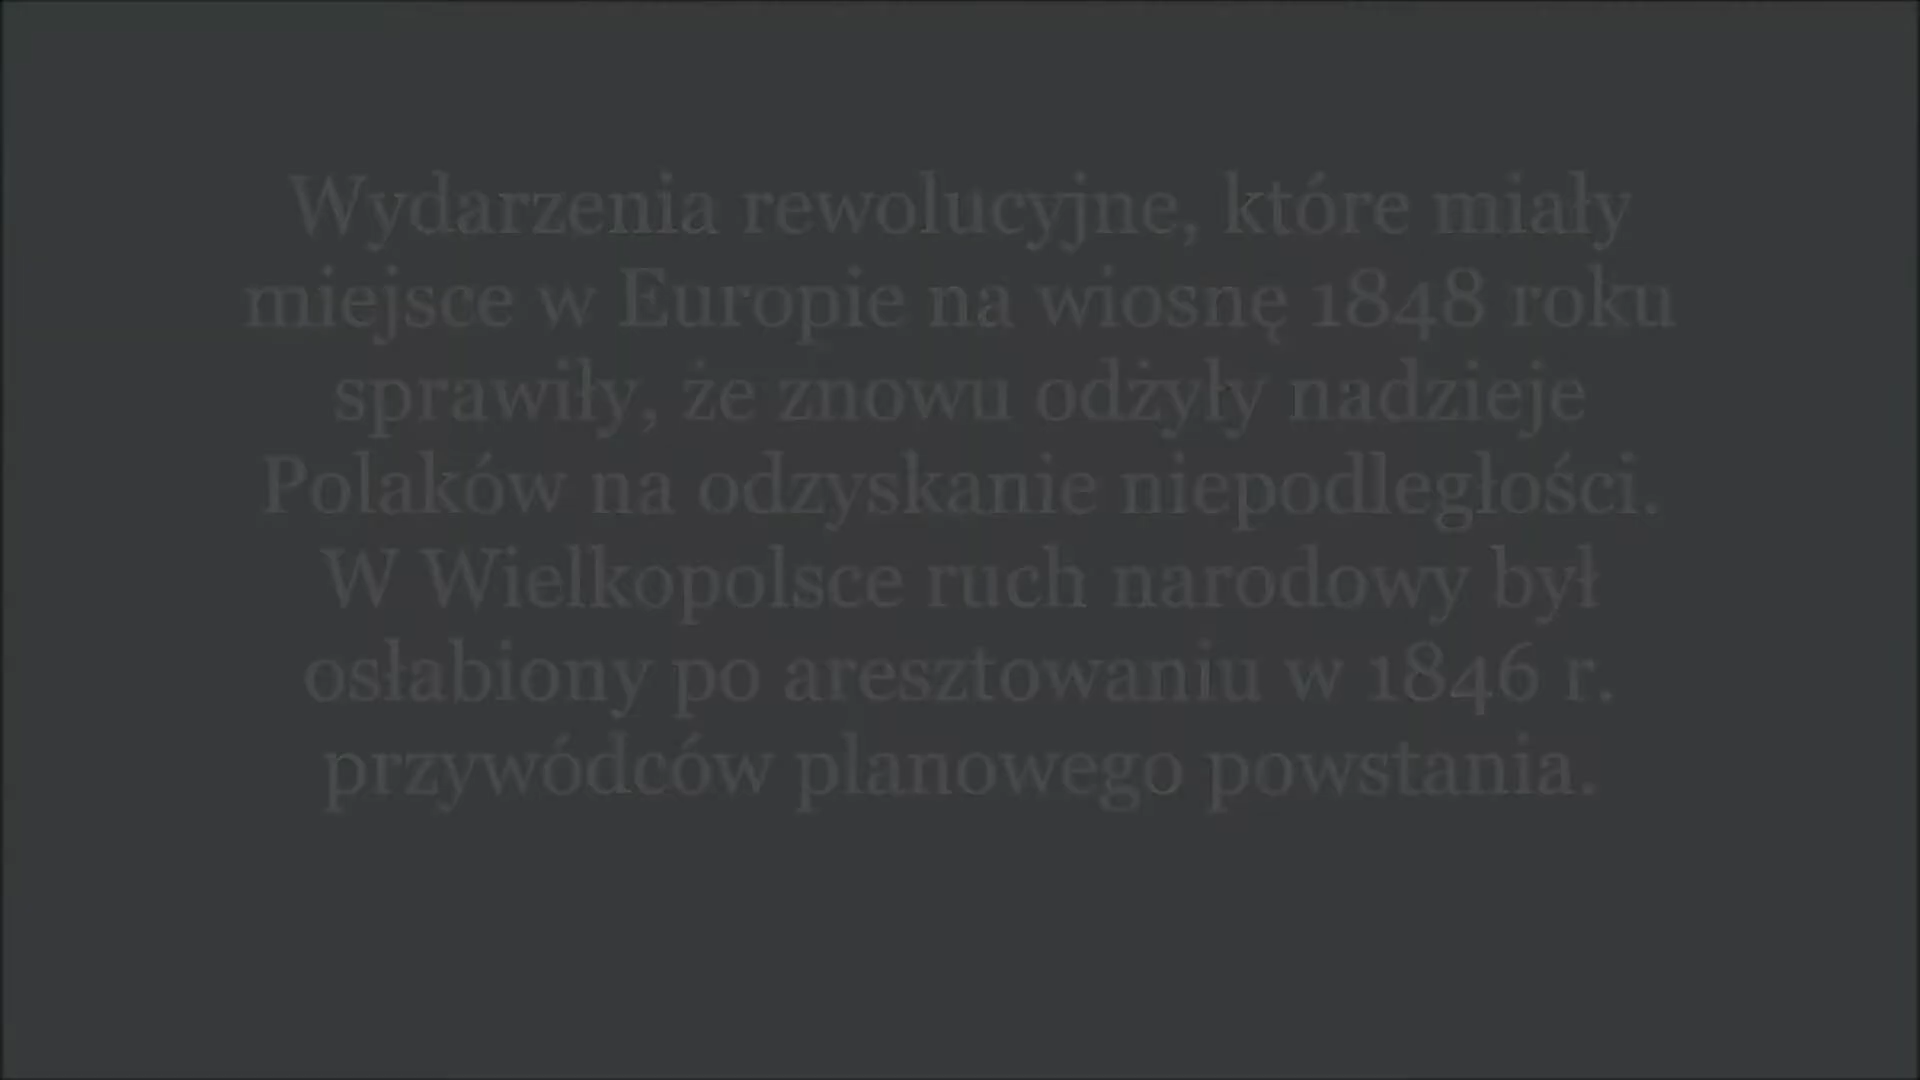 Wydarzenia rewolucyjne, które miały
miejsce w Europie na wiosnę 1848 roku
sprawiły, że znowu odżyły nadzieje
Polaków na odzyskanie niepodległości.
W Wielkopolsce ruch narodowy był
osłabiony po aresztowaniu w 1846 r.
przywódców planowego powstania.